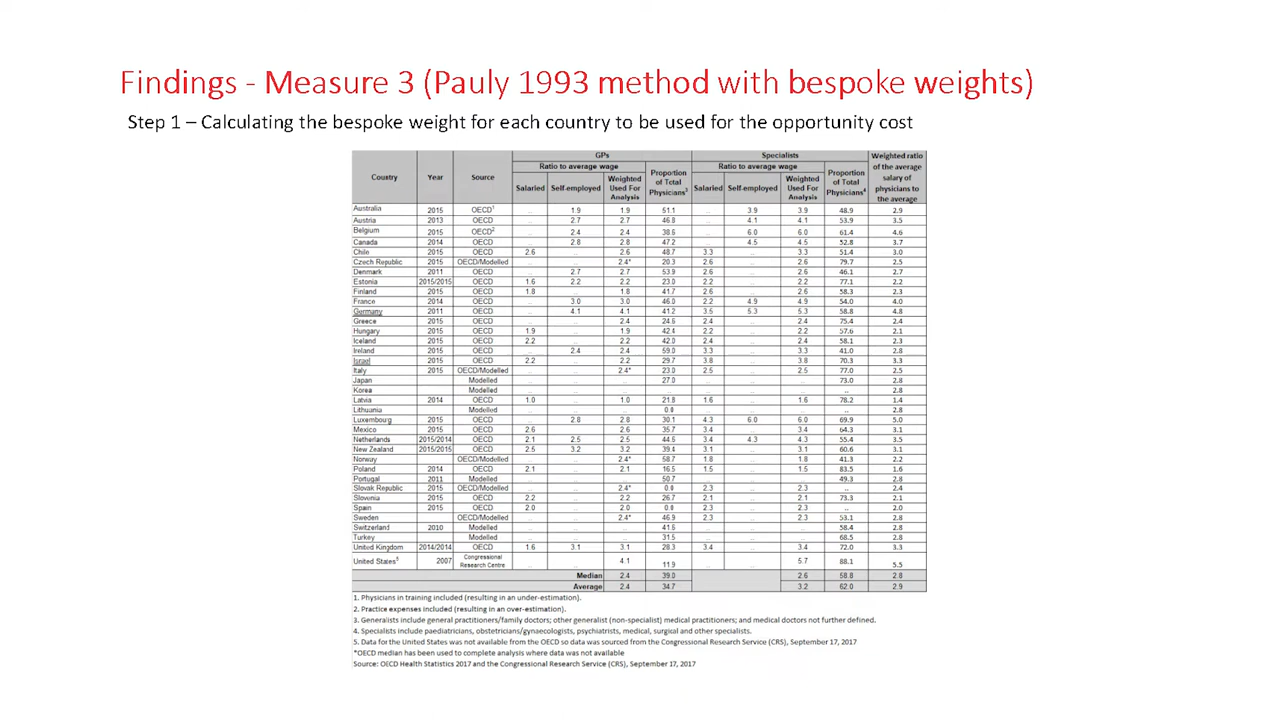 Findings - Measure 3 (Pauly 1993 method with bespoke weights)
Step 1 – Calculating the bespoke weight for each country to be used for the opportunity cost
GPs Specialists Weighted ratio of the average salary of physicians to the average
Ratio to average wage Ratio to average wage
Country Year Source Salaried Self-employed Weighted Used For Analysis Proportion of Total Physicians3 Salaried Self-employed Weighted Used For Analysis Proportion of Total Physicians4
Australia 2015 OECD1 .. 1.9 1.9 51.1 .. 3.9 3.9 48.9 2.9
Austria 2013 OECD .. 2.7 2.7 46.8 .. 4.1 4.1 53.9 3.5
Belgium 2015 OECD2 .. 2.4 2.4 38.6 .. 6.0 6.0 61.4 4.6
Canada 2014 OECD .. 2.8 2.8 47.2 .. 4.5 4.5 52.8 3.7
Chile 2015 OECD 2.6 .. 2.6 48.7 3.3 .. 3.3 51.4 3.0
Czech Republic 2015 OECD/Modelled .. .. 2.4* 20.3 2.6 .. 2.6 79.7 2.5
Denmark 2011 OECD .. 2.7 2.7 53.9 2.6 .. 2.6 46.1 2.7
Estonia 2015/2015 OECD 1.6 2.2 2.2 23.0 2.2 .. 2.2 77.1 2.2
Finland 2015 OECD 1.8 .. 1.8 41.7 2.6 .. 2.6 58.3 2.3
France 2014 OECD .. 3.0 3.0 46.0 2.2 4.9 4.9 54.0 4.0
Germany 2011 OECD .. 4.1 4.1 41.2 3.5 5.3 5.3 58.8 4.8
Greece 2015 OECD .. .. 2.4 24.6 2.4 .. 2.4 75.4 2.4
Hungary 2015 OECD 1.9 .. 1.9 42.4 2.2 .. 2.2 57.6 2.1
Iceland 2015 OECD 2.2 .. 2.2 42.0 2.4 .. 2.4 58.1 2.3
Ireland 2015 OECD .. 2.4 2.4 59.0 3.3 .. 3.3 41.0 2.8
Israel 2015 OECD 2.2 .. 2.2 29.7 3.8 .. 3.8 70.3 3.3
Italy 2015 OECD/Modelled .. .. 2.4* 23.0 2.5 .. 2.5 77.0 2.5
Japan Modelled .. .. .. 27.0 .. .. .. 73.0 2.8
Korea Modelled .. .. .. .. .. .. .. .. 2.8
Latvia 2014 OECD 1.0 .. 1.0 21.8 1.6 .. 1.6 78.2 1.4
Lithuania Modelled .. .. .. 0.0 .. .. .. .. 2.8
Luxembourg 2015 OECD .. 2.8 2.8 30.1 4.3 6.0 6.0 69.9 5.0
Mexico 2015 OECD 2.6 .. 2.6 35.7 3.4 .. 3.4 64.3 3.1
Netherlands 2015/2014 OECD 2.1 2.5 2.5 44.6 3.4 4.3 4.3 55.4 3.5
New Zealand 2015/2015 OECD 2.5 3.2 3.2 39.4 3.1 .. 3.1 60.6 3.1
Norway OECD/Modelled .. .. 2.4* 58.7 1.8 .. 1.8 41.3 2.2
Poland 2014 OECD 2.1 .. 2.1 16.5 1.5 .. 1.5 83.5 1.6
Portugal 2011 Modelled .. .. .. 50.7 .. .. .. 49.3 2.8
Slovak Republic 2015 OECD/Modelled .. .. 2.4* 0.0 2.3 .. 2.3 .. 2.4
Slovenia 2015 OECD 2.2 .. 2.2 26.7 2.1 .. 2.1 73.3 2.1
Spain 2015 OECD 2.0 .. 2.0 0.0 2.3 .. 2.3 .. 2.0
Sweden OECD/Modelled .. .. 2.4* 46.9 2.3 .. 2.3 53.1 2.8
Switzerland 2010 Modelled .. .. .. 41.6 .. .. .. 58.4 2.8
Turkey Modelled .. .. .. 31.5 .. .. .. 68.5 2.8
United Kingdom 2014/2014 OECD 1.6 3.1 3.1 28.3 3.4 .. 3.4 72.0 3.3
United States5 2007 Congressional Research Centre .. .. 4.1 11.9 .. .. 5.7 88.1 5.5
Median 2.4 39.0 2.6 58.8 2.8
Average 2.4 34.7 3.2 62.0 2.9
1. Physicians in training included (resulting in an under-estimation).
2. Practice expenses included (resulting in an over-estimation).
3. Generalists include general practitioners/family doctors; other generalist (non-specialist) medical practitioners; and medical doctors not further defined.
4. Specialists include paediatricians, obstetricians/gynaecologists, psychiatrists, medical, surgical and other specialists.
5. Data for the United States was not available from the OECD so data was sourced from the Congressional Research Service (CRS), September 17, 2017
*OECD median has been used to complete analysis where data was not available
Source: OECD Health Statistics 2017 and the Congressional Research Service (CRS), September 17, 2017